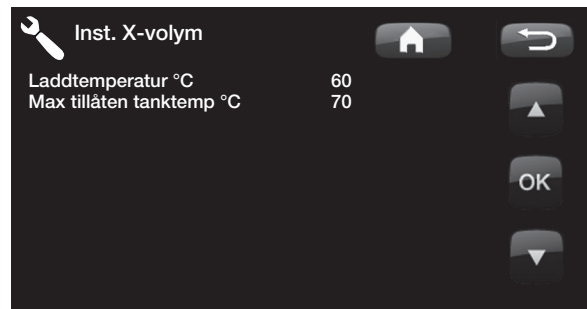 Inst. X-volym
Laddtemperatur °C 60
Max tillåten tanktemp °C 70
OK